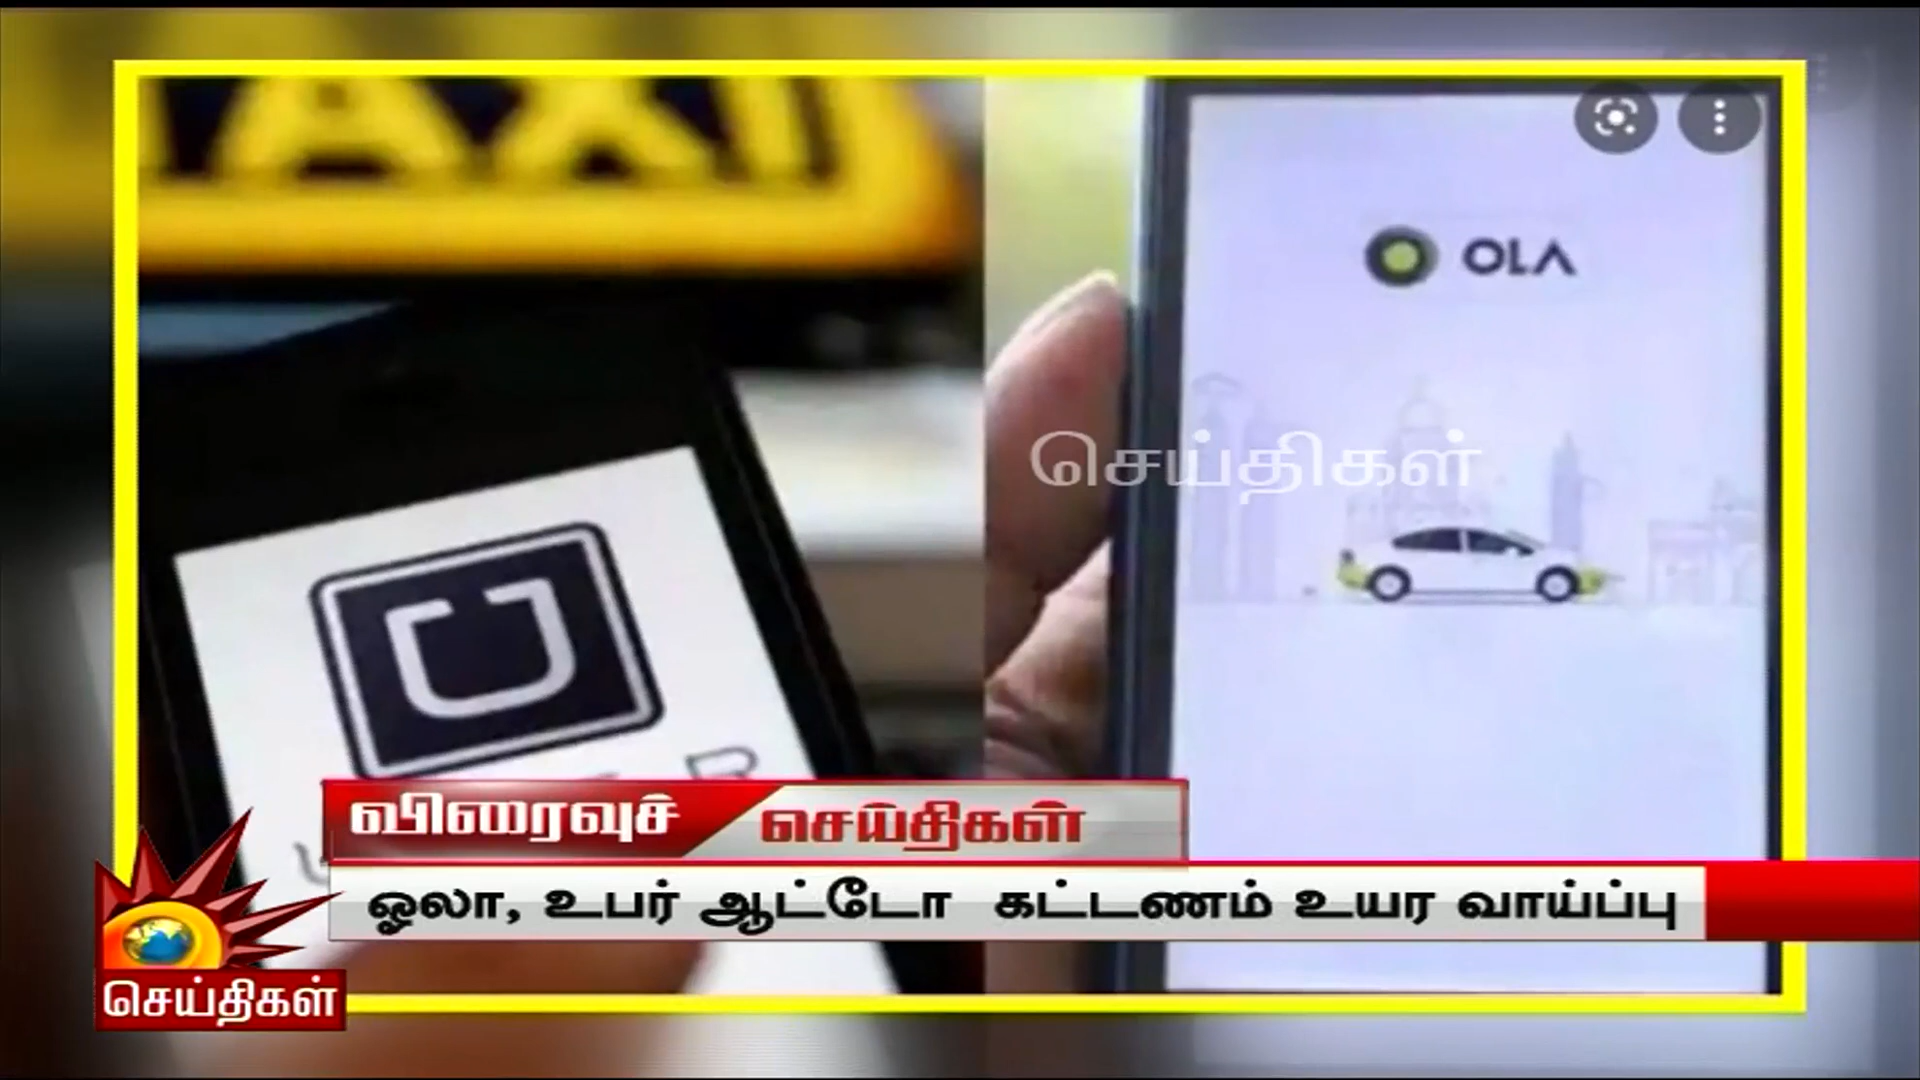 TAXI
OLA
செய்திகள்
விரைவுச் செய்திகள்
ஓலா, உபர் ஆட்டோ கட்டணம் உயர வாய்ப்பு
செய்திகள்